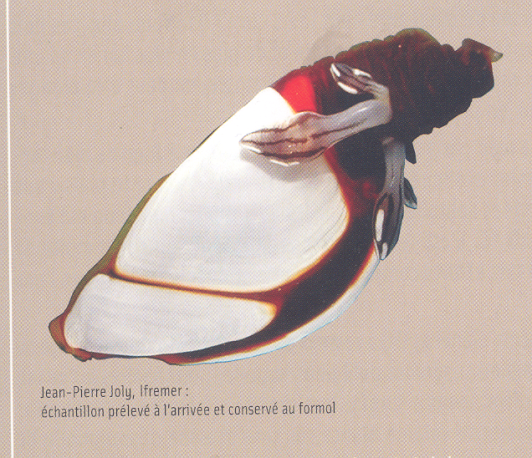 Jean-Pierre Joly, Ifremer :
échantillon prélevé à l'arrivée et conservé au formol